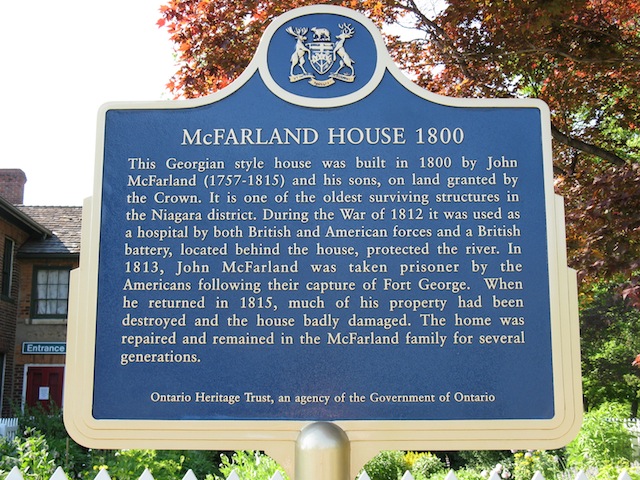 McFARLAND HOUSE 1800
This Georgian style house was built in 1800 by John
McFarland (1757-1815) and his sons, on land granted by
the Crown. It is one of the oldest surviving structures in
the Niagara district. During the War of 1812 it was used as
a hospital by both British and American forces and a British
battery, located behind the house, protected the river. In
1813, John McFarland was taken prisoner by the
Americans following their capture of Fort George. When
he returned in 1815, much of his property had been
destroyed and the house badly damaged. The home was
repaired and remained in the McFarland family for several
generations.
Ontario Heritage Trust, an agency of the Government of Ontario
Entrance